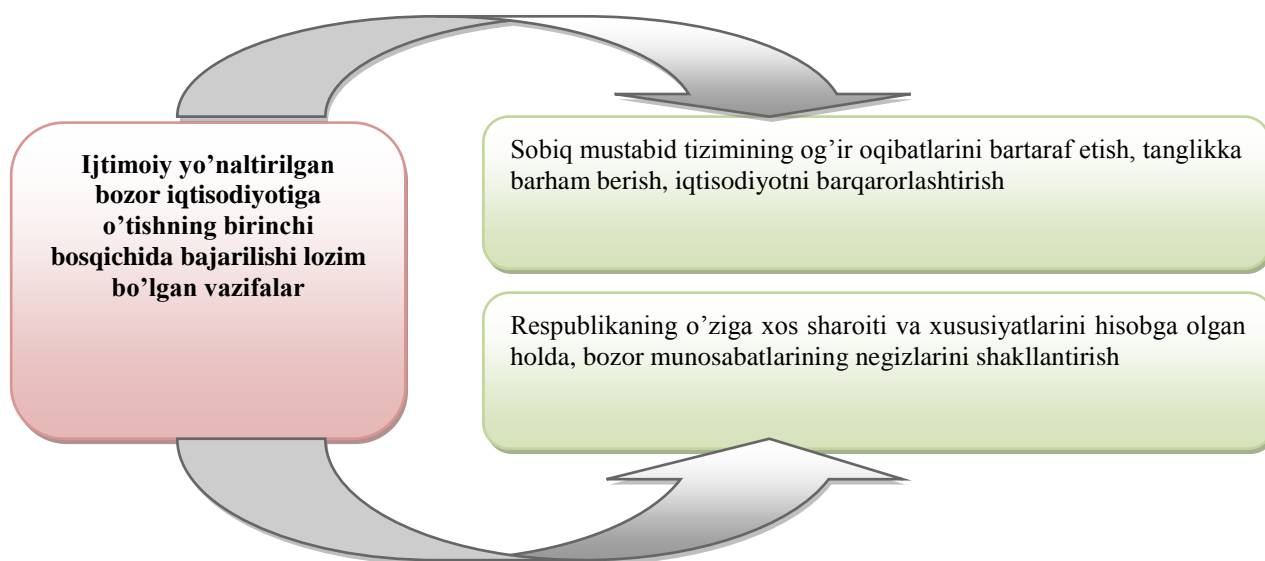 Ijtimoiy yo’naltirilgan
bozor iqtisodiyotiga
o’tishning birinchi
bosqichida bajarilishi lozim
bo’lgan vazifalar
Sobiq mustabid tizimining og’ir oqibatlarini bartaraf etish, tanglikka
barham berish, iqtisodiyotni barqarorlashtirish
Respublikaning o’ziga xos sharoiti va xususiyatlarini hisobga olgan
holda, bozor munosabatlarining negizlarini shakllantirish